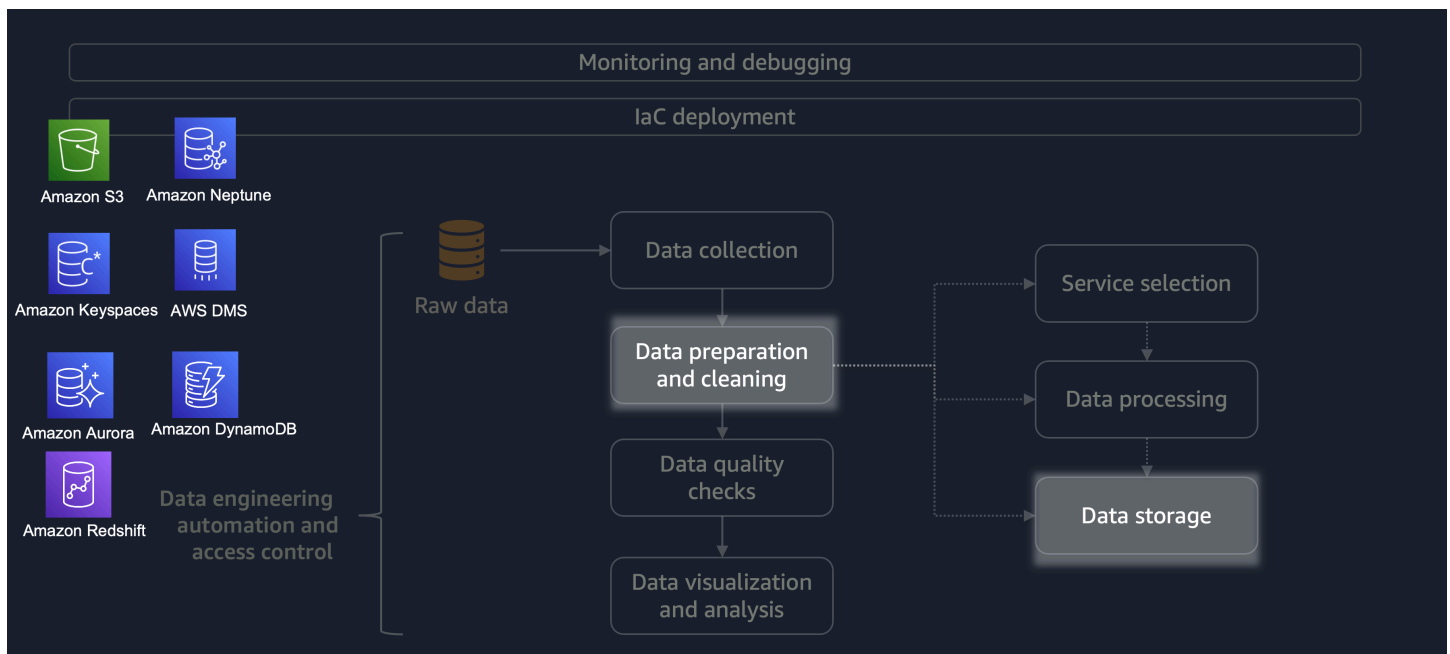 Monitoring and debugging
IaC deployment
Amazon S3
Amazon Neptune
Amazon Keyspaces
AWS DMS
Amazon Aurora
Amazon DynamoDB
Amazon Redshift
Data engineering
automation and
access control
Raw data
Data collection
Data preparation
and cleaning
Data quality
checks
Data visualization
and analysis
Service selection
Data processing
Data storage